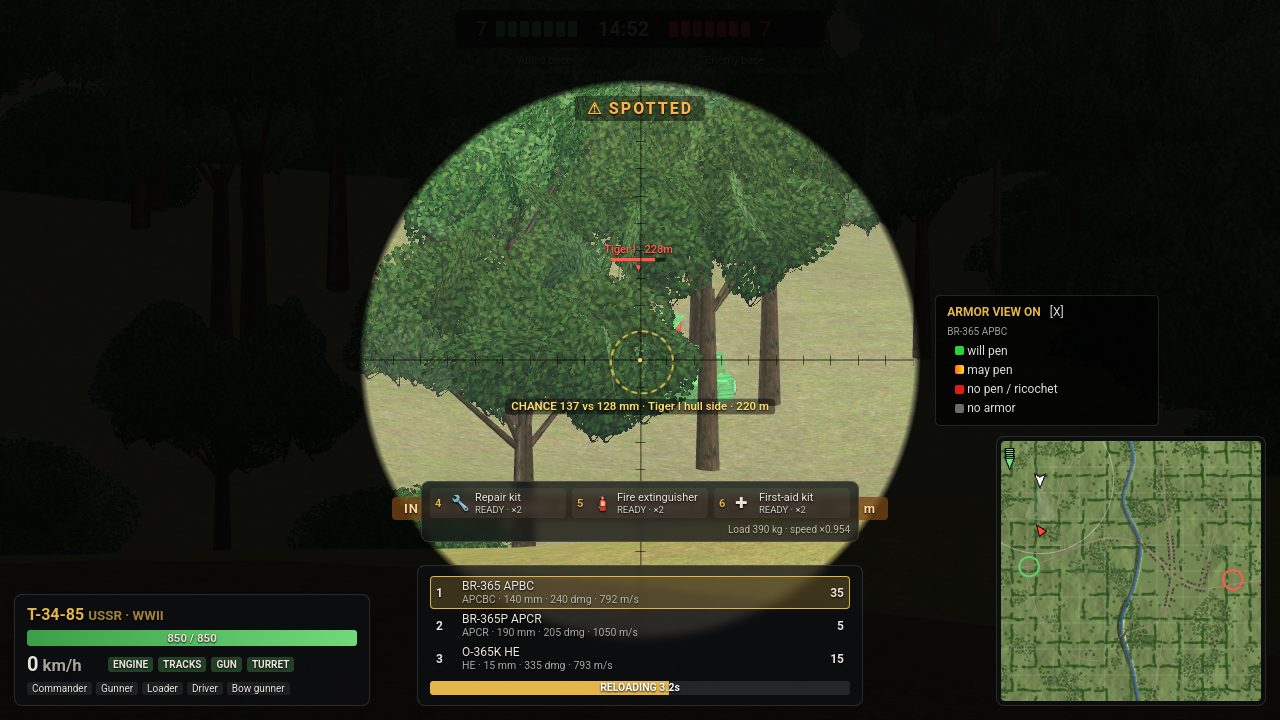 7 14:52 7
Allied base
Enemy base
⚠ SPOTTED
Tiger I · 228m
CHANCE 137 vs 128 mm · Tiger I hull side · 220 m
ARMOR VIEW ON [X]
BR-365 APBC
will pen
may pen
no pen / ricochet
no armor
IN
m
4 Repair kit
READY · ×2
5 Fire extinguisher
READY · ×2
6 First-aid kit
READY · ×2
Load 390 kg · speed ×0.954
1 BR-365 APBC 35
APCBC · 140 mm · 240 dmg · 792 m/s
2 BR-365P APCR 5
APCR · 190 mm · 205 dmg · 1050 m/s
3 O-365K HE 15
HE · 15 mm · 335 dmg · 793 m/s
RELOADING 3.2s
T-34-85 USSR · WWII
850 / 850
0 km/h ENGINE TRACKS GUN TURRET
Commander Gunner Loader Driver Bow gunner